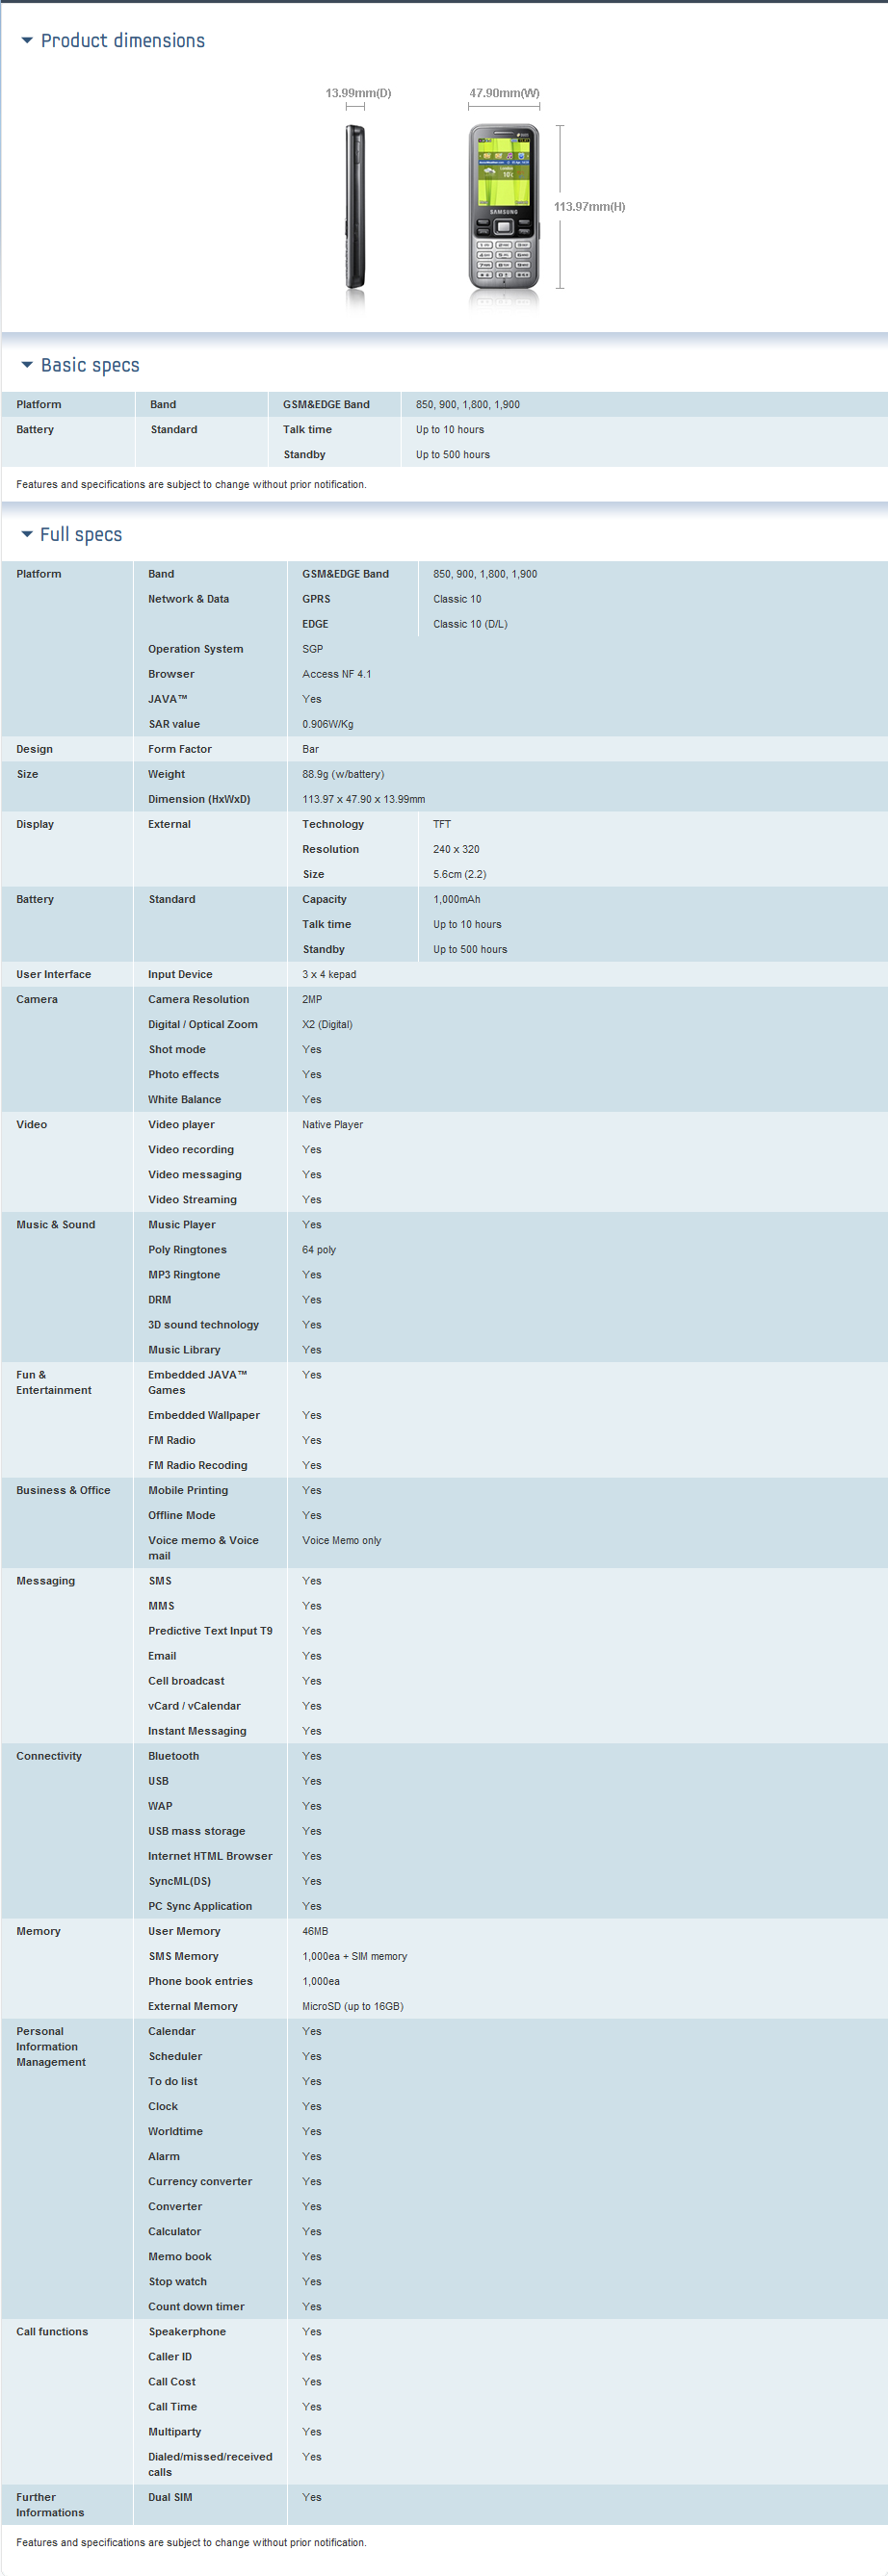 Product dimensions
13.99mm(D)
47.90mm(W)
SAMSUNG
113.97mm(H)
Basic specs
Platform Band GSM&EDGE Band 850, 900, 1,800, 1,900
Battery Standard Talk time Up to 10 hours
Standby Up to 500 hours
Features and specifications are subject to change without prior notification.
Full specs
Platform Band GSM&EDGE Band 850, 900, 1,800, 1,900
Network & Data GPRS Classic 10
EDGE Classic 10 (D/L)
Operation System SGP
Browser Access NF 4.1
JAVA™ Yes
SAR value 0.906W/Kg
Design Form Factor Bar
Size Weight 88.9g (w/battery)
Dimension (HxWxD) 113.97 x 47.90 x 13.99mm
Display External Technology TFT
Resolution 240 x 320
Size 5.6cm (2.2)
Battery Standard Capacity 1,000mAh
Talk time Up to 10 hours
Standby Up to 500 hours
User Interface Input Device 3 x 4 kepad
Camera Camera Resolution 2MP
Digital / Optical Zoom X2 (Digital)
Shot mode Yes
Photo effects Yes
White Balance Yes
Video Video player Native Player
Video recording Yes
Video messaging Yes
Video Streaming Yes
Music & Sound Music Player Yes
Poly Ringtones 64 poly
MP3 Ringtone Yes
DRM Yes
3D sound technology Yes
Music Library Yes
Fun & Embedded JAVA™ Yes
Entertainment Games
Embedded Wallpaper Yes
FM Radio Yes
FM Radio Recoding Yes
Business & Office Mobile Printing Yes
Offline Mode Yes
Voice memo & Voice Voice Memo only
mail
Messaging SMS Yes
MMS Yes
Predictive Text Input T9 Yes
Email Yes
Cell broadcast Yes
vCard / vCalendar Yes
Instant Messaging Yes
Connectivity Bluetooth Yes
USB Yes
WAP Yes
USB mass storage Yes
Internet HTML Browser Yes
SyncML(DS) Yes
PC Sync Application Yes
Memory User Memory 46MB
SMS Memory 1,000ea + SIM memory
Phone book entries 1,000ea
External Memory MicroSD (up to 16GB)
Personal Calendar Yes
Information
Management
Scheduler Yes
To do list Yes
Clock Yes
Worldtime Yes
Alarm Yes
Currency converter Yes
Converter Yes
Calculator Yes
Memo book Yes
Stop watch Yes
Count down timer Yes
Call functions Speakerphone Yes
Caller ID Yes
Call Cost Yes
Call Time Yes
Multiparty Yes
Dialed/missed/received Yes
calls
Further Dual SIM Yes
Informations
Features and specifications are subject to change without prior notification.